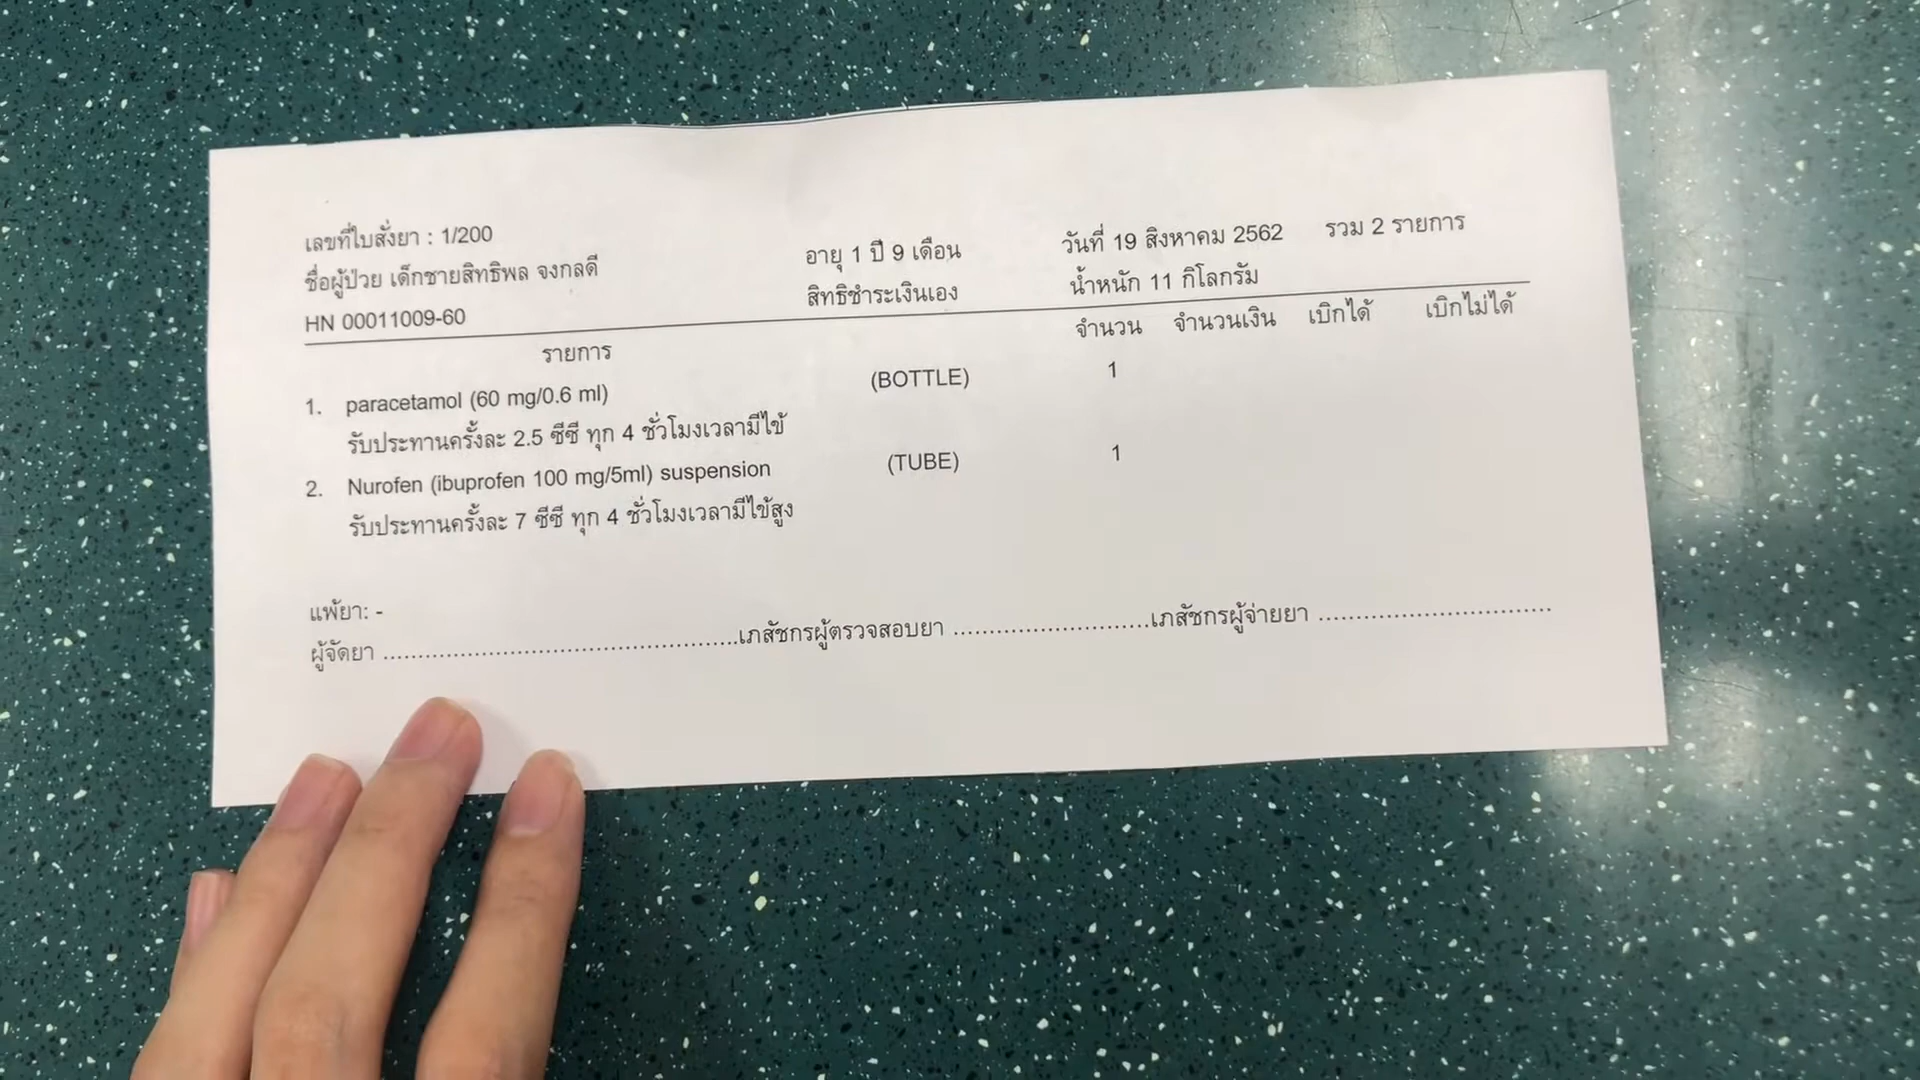 เลขที่ใบสั่งยา : 1/200
ชื่อผู้ป่วย เด็กชายสิทธิพล จงกลดี อายุ 1 ปี 9 เดือน วันที่ 19 สิงหาคม 2562 รวม 2 รายการ
HN 00011009-60 สิทธิชำระเงินเอง น้ำหนัก 11 กิโลกรัม
รายการ จำนวน จำนวนเงิน เบิกได้ เบิกไม่ได้
1. paracetamol (60 mg/0.6 ml) (BOTTLE) 1
รับประทานครั้งละ 2.5 ซีซี ทุก 4 ชั่วโมงเวลามีไข้
2. Nurofen (ibuprofen 100 mg/5ml) suspension (TUBE) 1
รับประทานครั้งละ 7 ซีซี ทุก 4 ชั่วโมงเวลามีไข้สูง
แพ้ยา: -
ผู้จัดยา ..................................................เภสัชกรผู้ตรวจสอบยา ............................เภสัชกรผู้จ่ายยา .................................